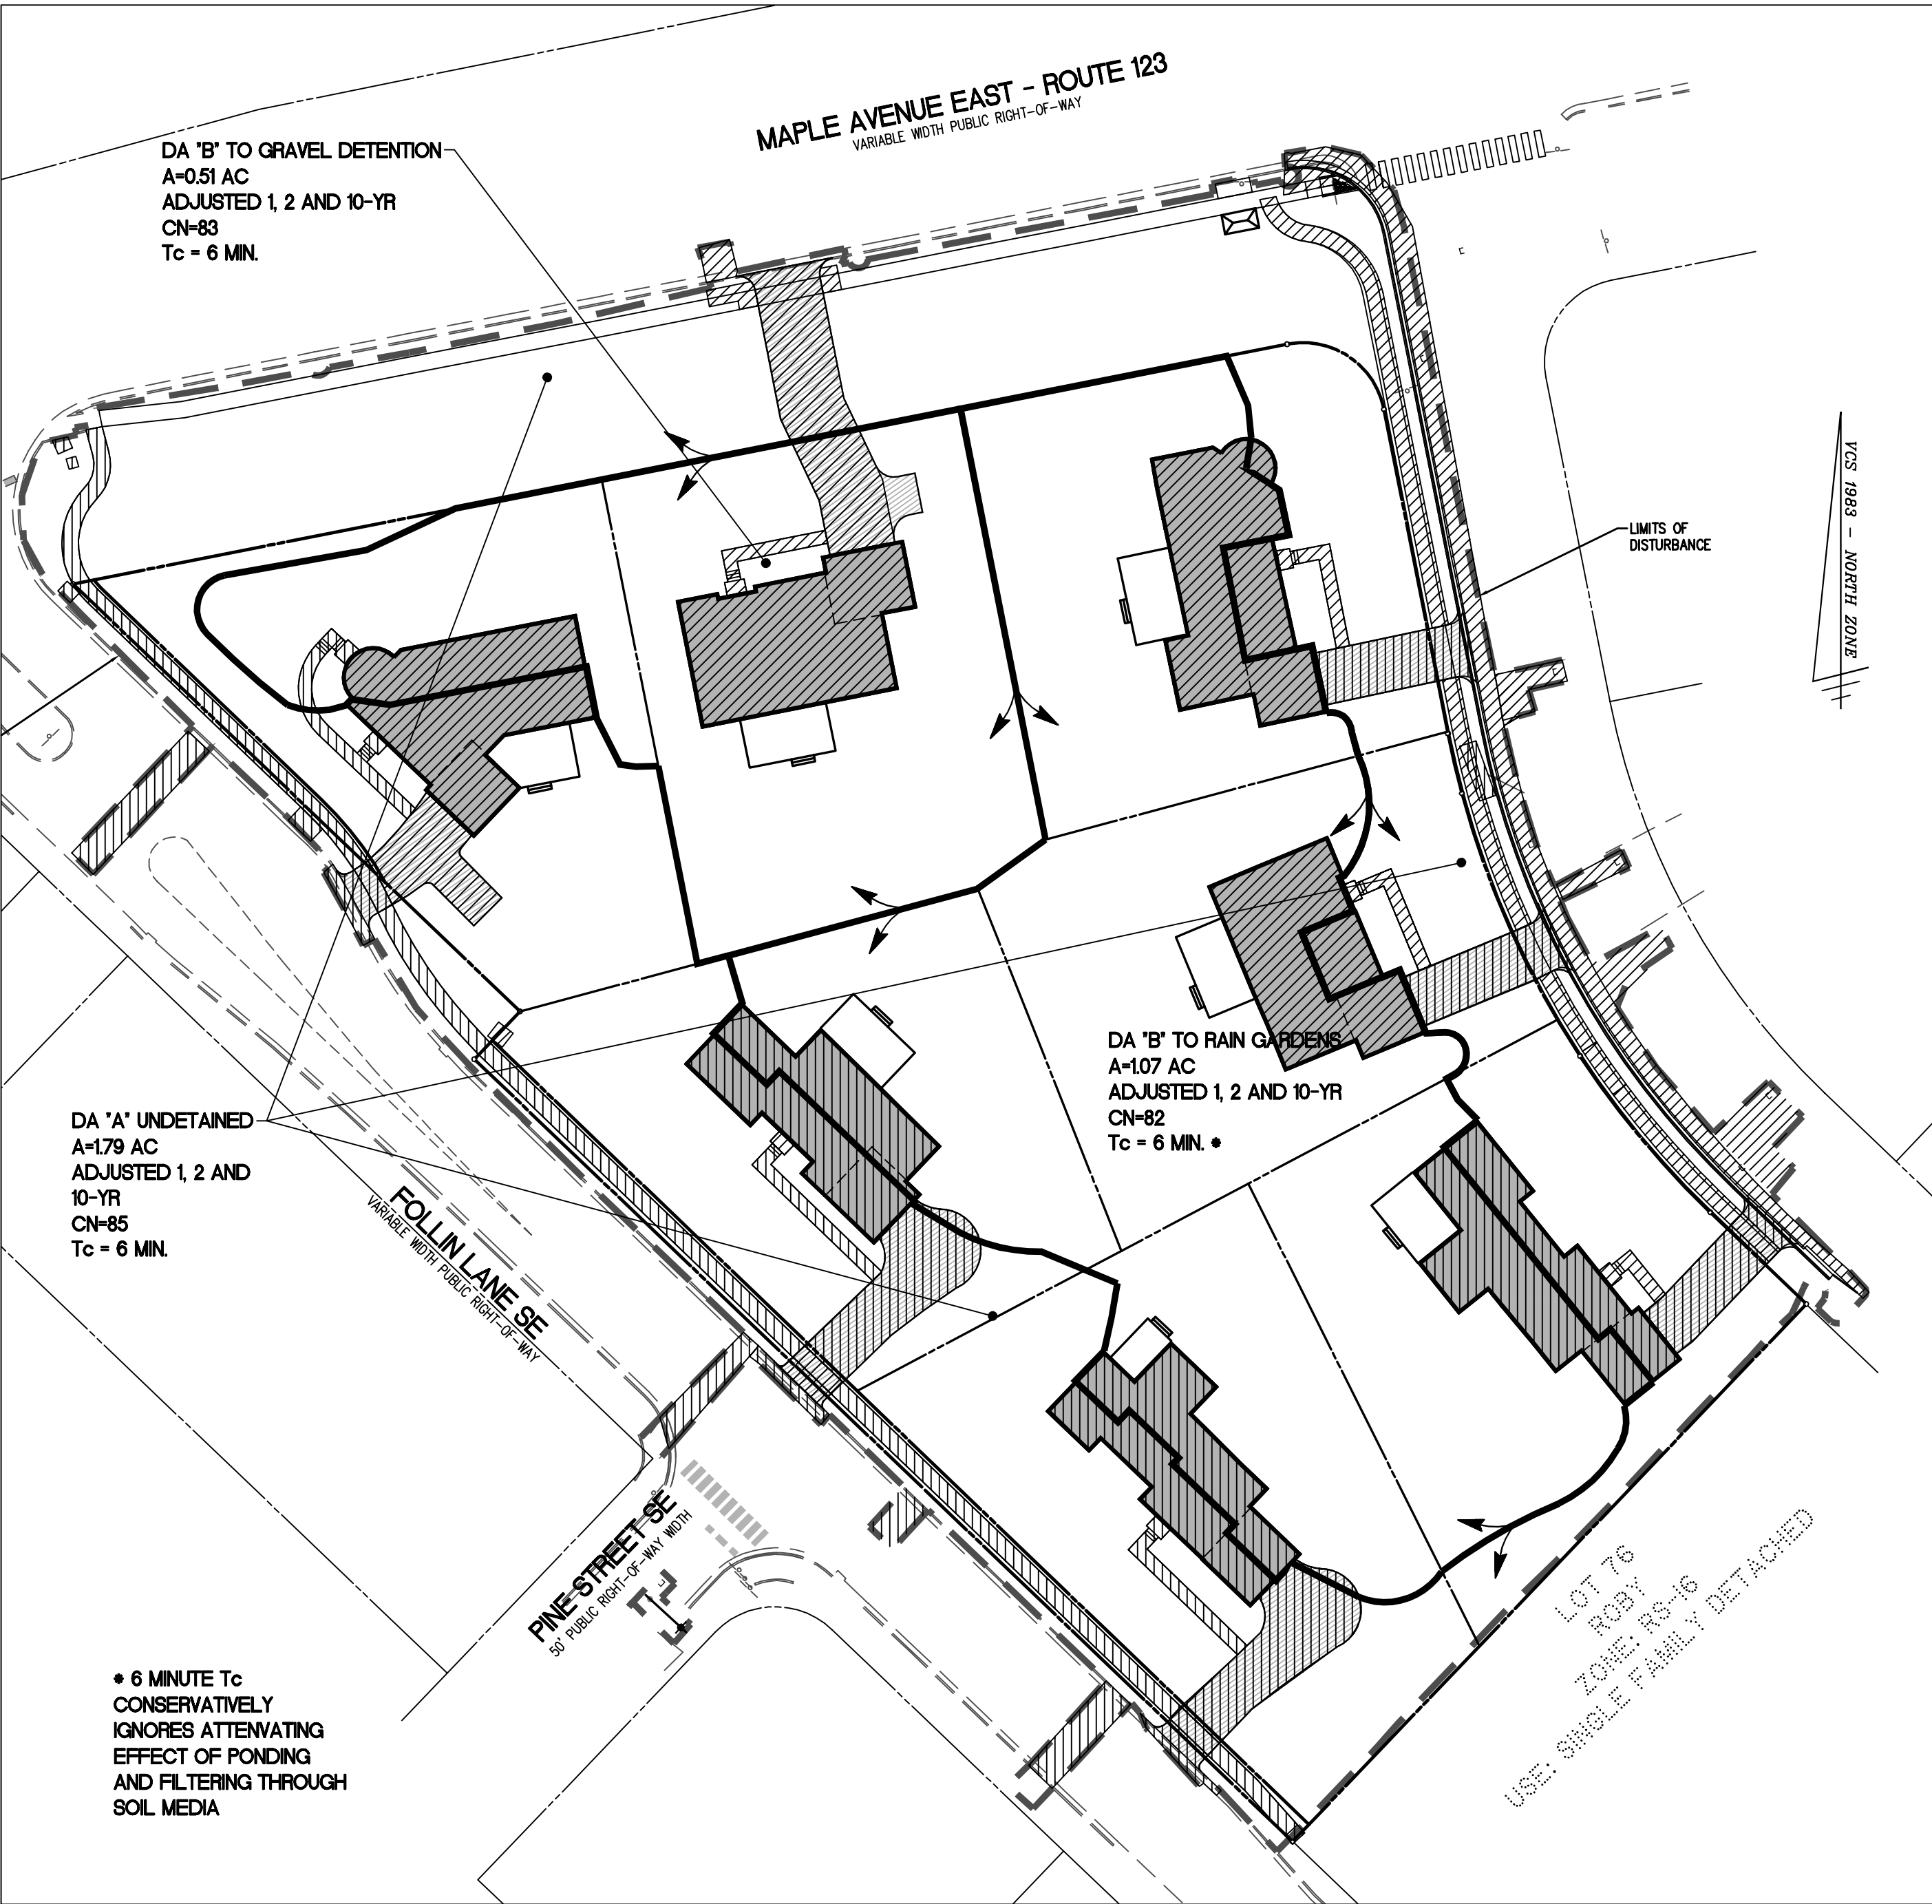 MAPLE AVENUE EAST - ROUTE 123
VARIABLE WIDTH PUBLIC RIGHT-OF-WAY
DA "B" TO GRAVEL DETENTION
A=0.51 AC
ADJUSTED 1, 2 AND 10-YR
CN=83
Tc = 6 MIN.
VCS 1983 - NORTH ZONE
LIMITS OF
DISTURBANCE
DA "B" TO RAIN GARDENS
A=1.07 AC
ADJUSTED 1, 2 AND 10-YR
CN=82
Tc = 6 MIN. *
DA "A" UNDETAINED
A=1.79 AC
ADJUSTED 1, 2 AND
10-YR
CN=85
Tc = 6 MIN.
FOLLIN LANE SE
VARIABLE WIDTH PUBLIC RIGHT-OF-WAY
PINE STREET SE
50' PUBLIC RIGHT-OF-WAY WIDTH
LOT 76
ROBY
ZONE: RS-16
USE: SINGLE FAMILY DETACHED
* 6 MINUTE Tc
CONSERVATIVELY
IGNORES ATTENVATING
EFFECT OF PONDING
AND FILTERING THROUGH
SOIL MEDIA